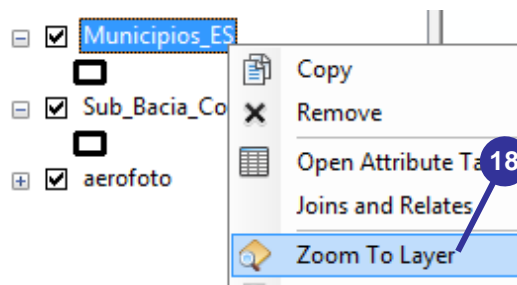 Municipios_ES
Copy
Sub_Bacia_Co
Remove
aerofoto
Open Attribute Ta
18
Joins and Relates
Zoom To Layer